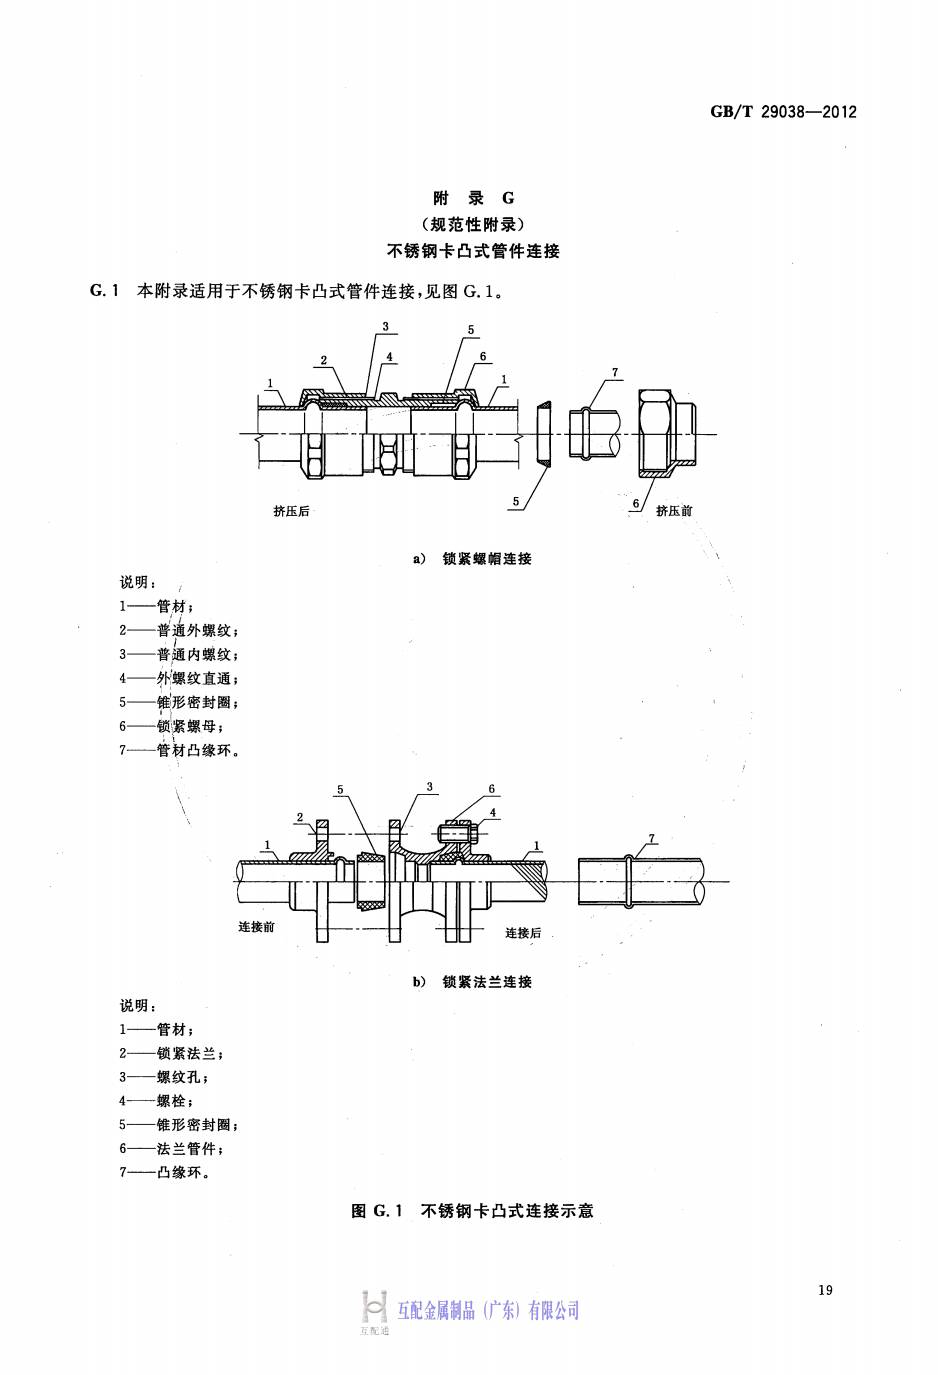 GB/T 29038—2012
附 录 G
（规范性附录）
不锈钢卡凸式管件连接
G.1 本附录适用于不锈钢卡凸式管件连接,见图 G.1。
3
5
2
4
6
1
1
7
5
6
挤压后
挤压前
a） 锁紧螺帽连接
说明：
1——管材；
2——普通外螺纹；
3——普通内螺纹；
4——外螺纹直通；
5——锥形密封圈；
6——锁紧螺母；
7——管材凸缘环。
5
3
6
2
4
1
1
7
连接前
连接后
b） 锁紧法兰连接
说明：
1——管材；
2——锁紧法兰；
3——螺纹孔；
4——螺栓；
5——锥形密封圈；
6——法兰管件；
7——凸缘环。
图 G.1 不锈钢卡凸式连接示意
19
互配金属制品（广东）有限公司
互配通